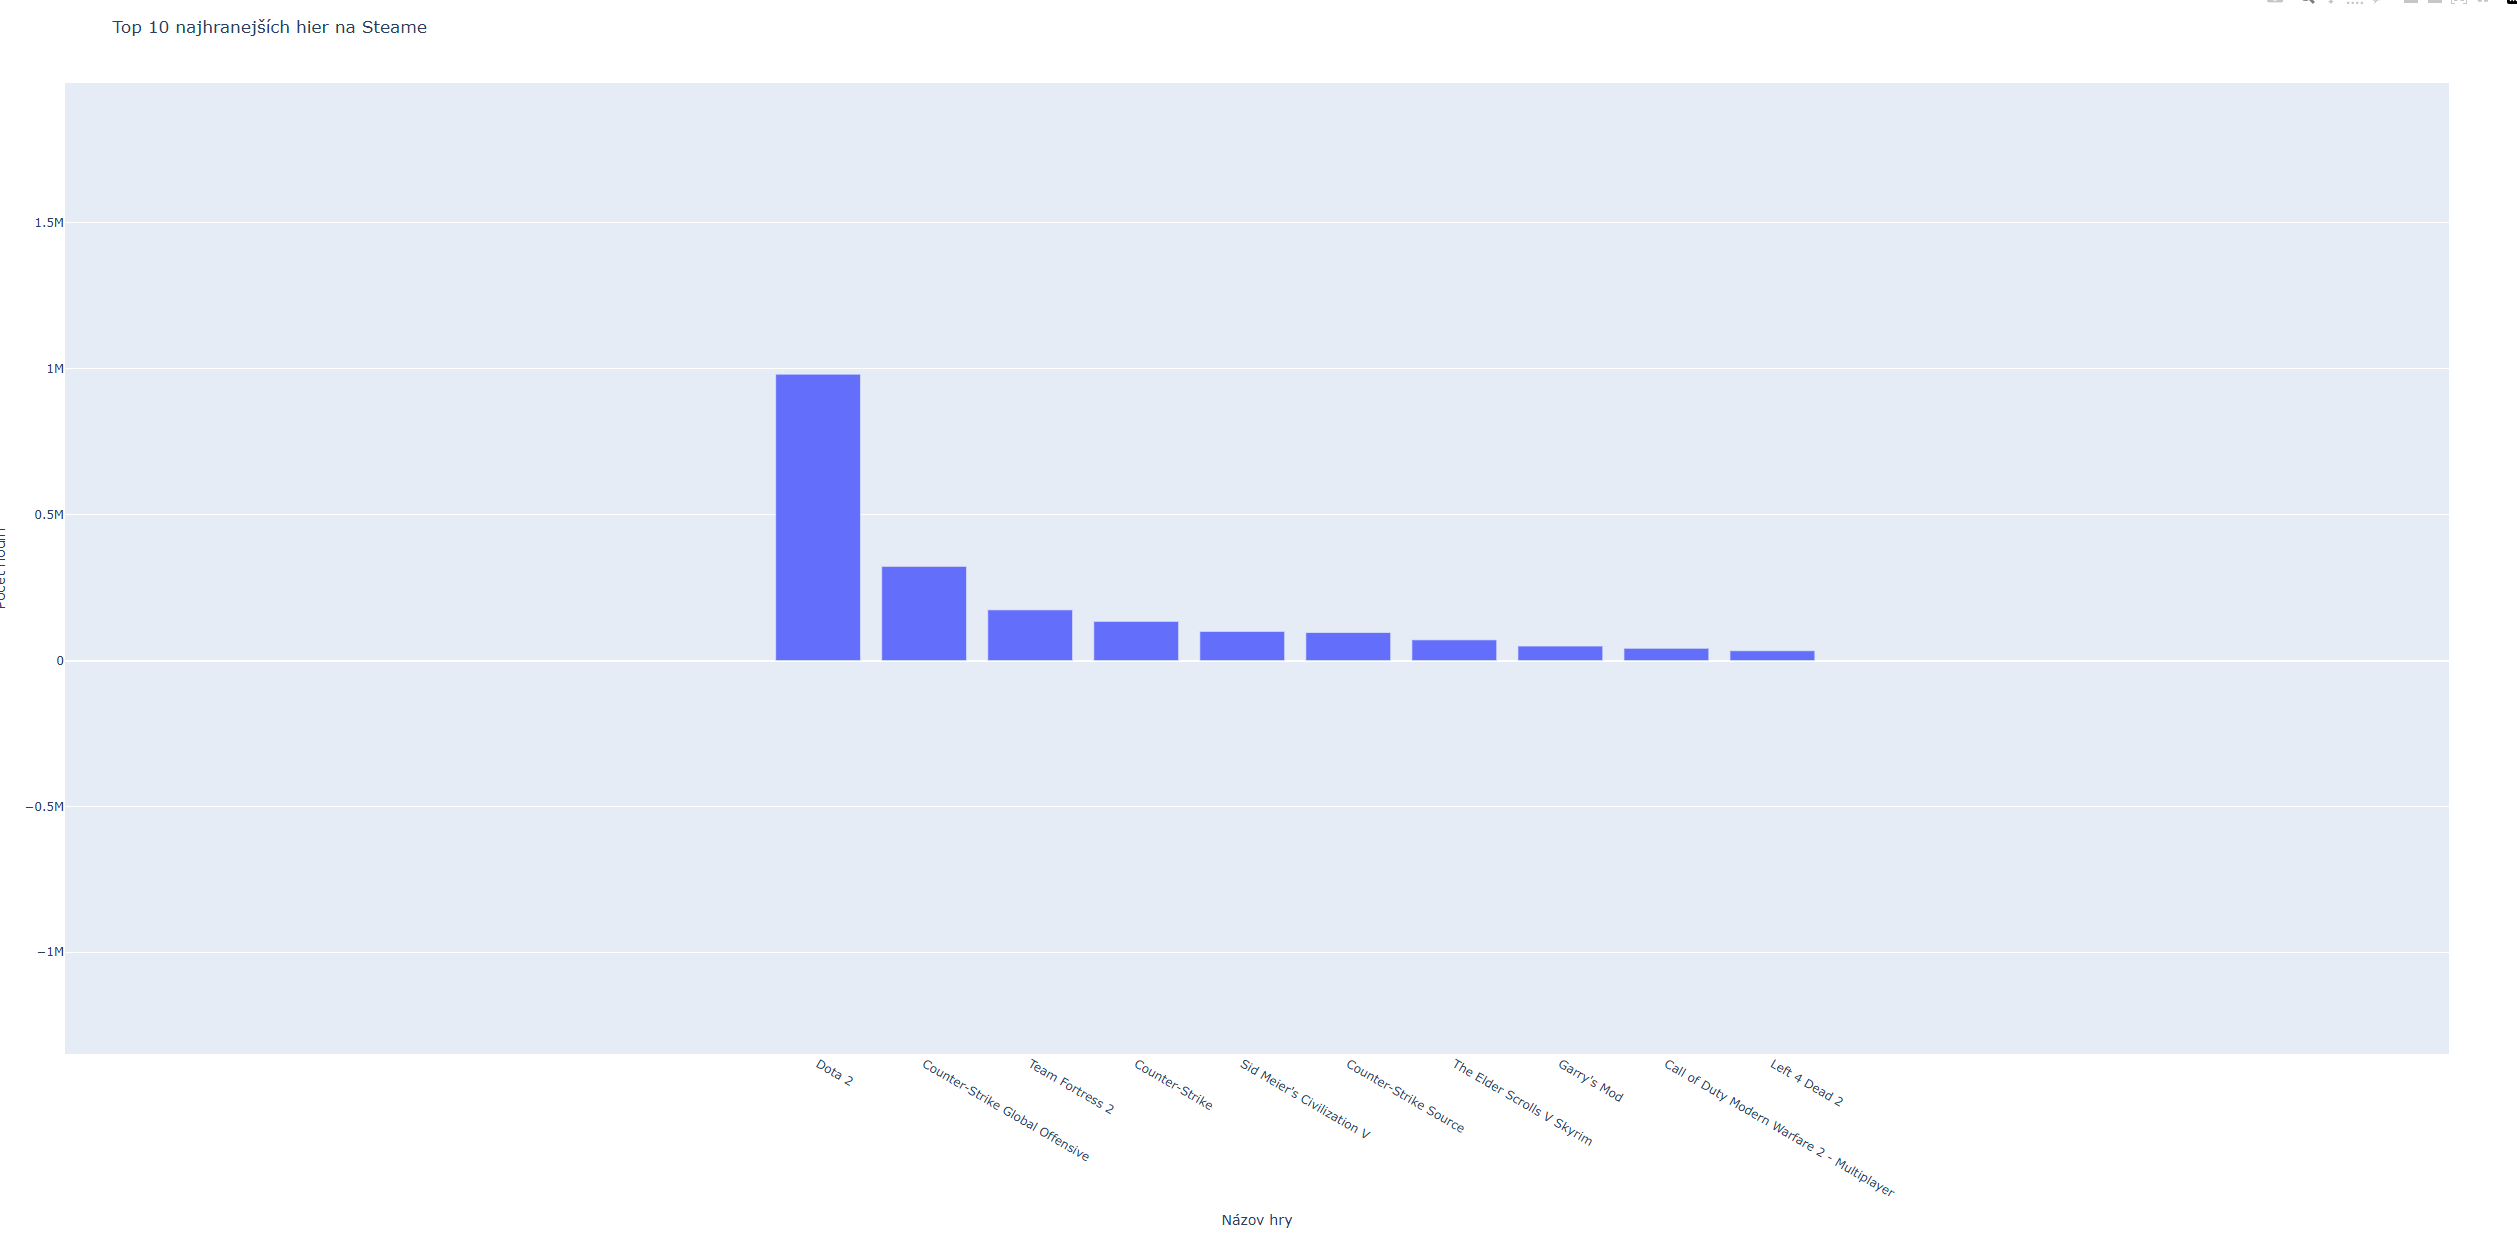 Top 10 najhranejších hier na Steame
1.5M
1M
0.5M
0
−0.5M
−1M
Dota 2
Counter-Strike Global Offensive
Team Fortress 2
Counter-Strike
Sid Meier's Civilization V
Counter-Strike Source
The Elder Scrolls V Skyrim
Garry's Mod
Call of Duty Modern Warfare 2 - Multiplayer
Left 4 Dead 2
Názov hry